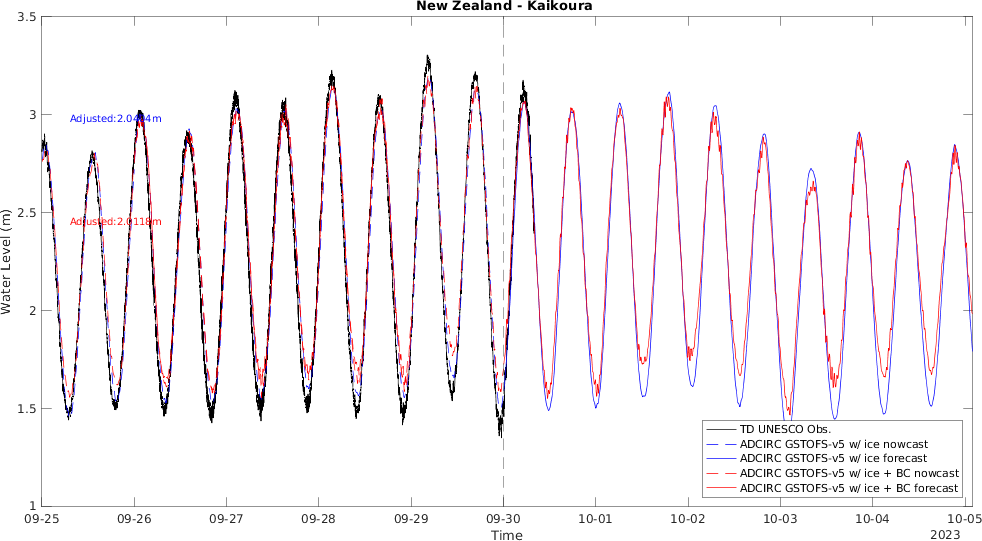 New Zealand - Kaikoura
3.5
3
2.5
2
1.5
1
Water Level (m)
Adjusted:2.0118m
TD UNESCO Obs.
ADCIRC GSTOFS-v5 w/ ice nowcast
ADCIRC GSTOFS-v5 w/ ice forecast
ADCIRC GSTOFS-v5 w/ ice + BC nowcast
ADCIRC GSTOFS-v5 w/ ice + BC forecast
09-25 09-26 09-27 09-28 09-29 09-30 10-01 10-02 10-03 10-04 10-05
Time
2023